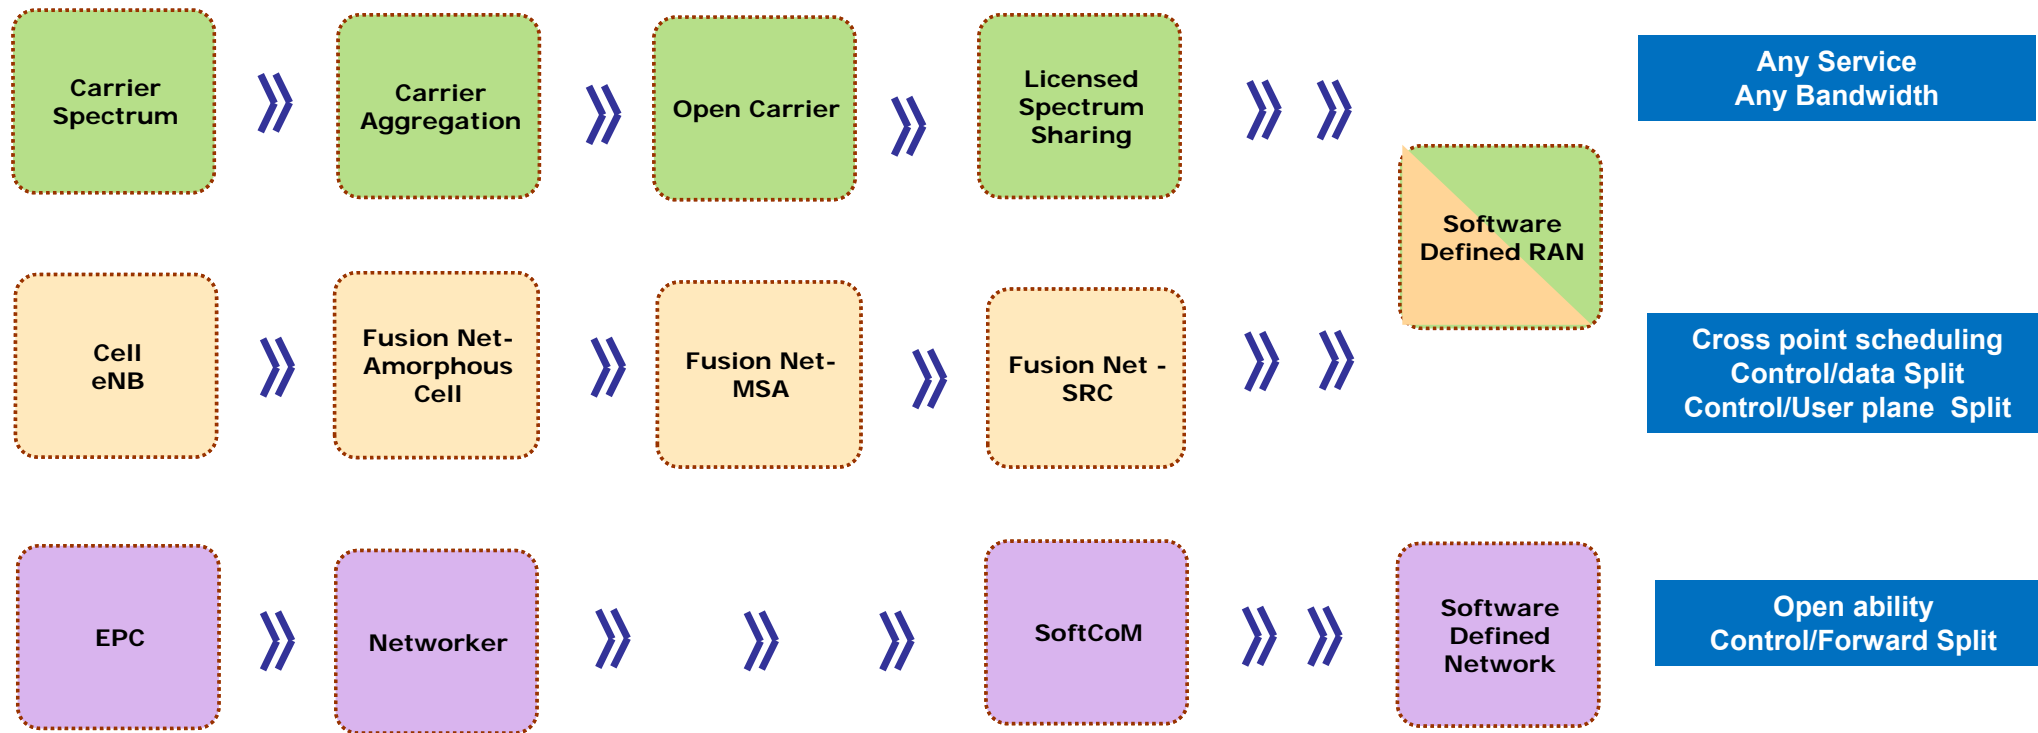 Carrier
Spectrum
Carrier
Aggregation
Open Carrier
Licensed
Spectrum
Sharing
Any Service
Any Bandwidth
Software
Defined RAN
Cell
eNB
Fusion Net-
Amorphous
Cell
Fusion Net-
MSA
Fusion Net -
SRC
Cross point scheduling
Control/data Split
Control/User plane  Split
EPC
Networker
SoftCoM
Software
Defined
Network
Open ability
Control/Forward Split